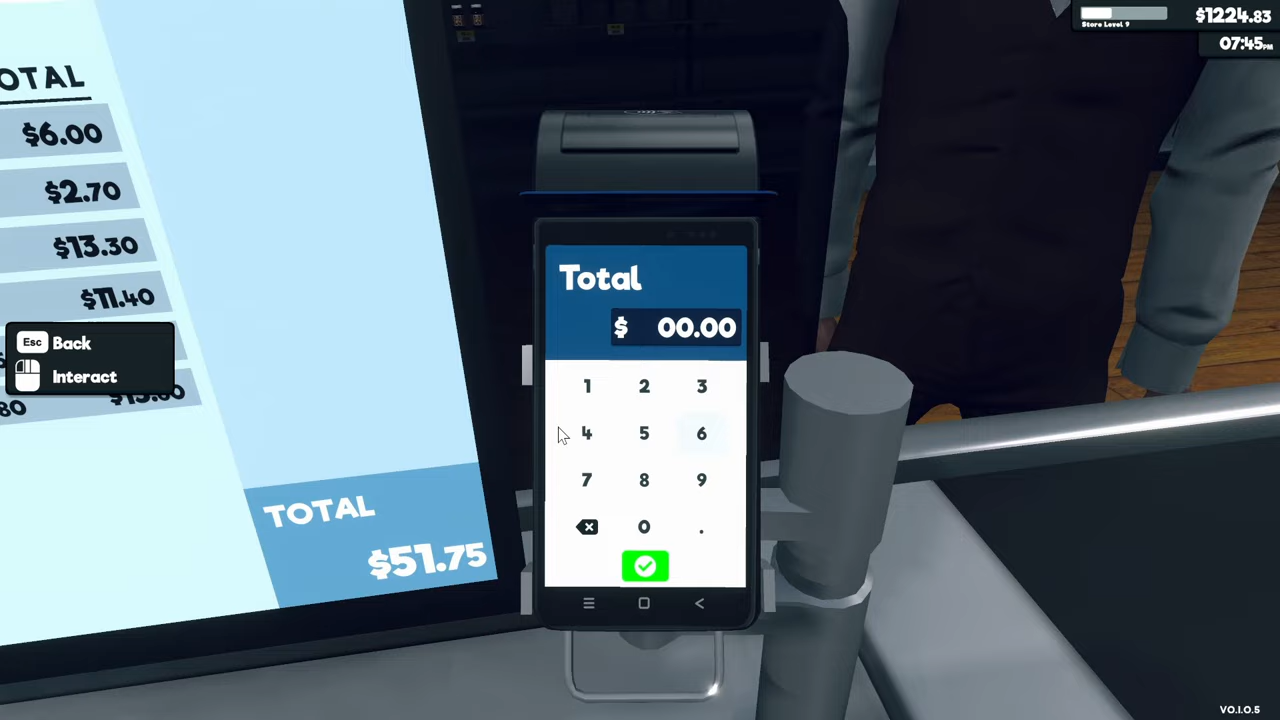 $1224.83
Store Level 9
07:45PM
OTAL
$6.00
$2.70
$13.30
$11.40
Esc Back
Interact
80
TOTAL
$51.75
Total
$ 00.00
1 2 3
4 5 6
7 8 9
0 .
V0.1.0.5